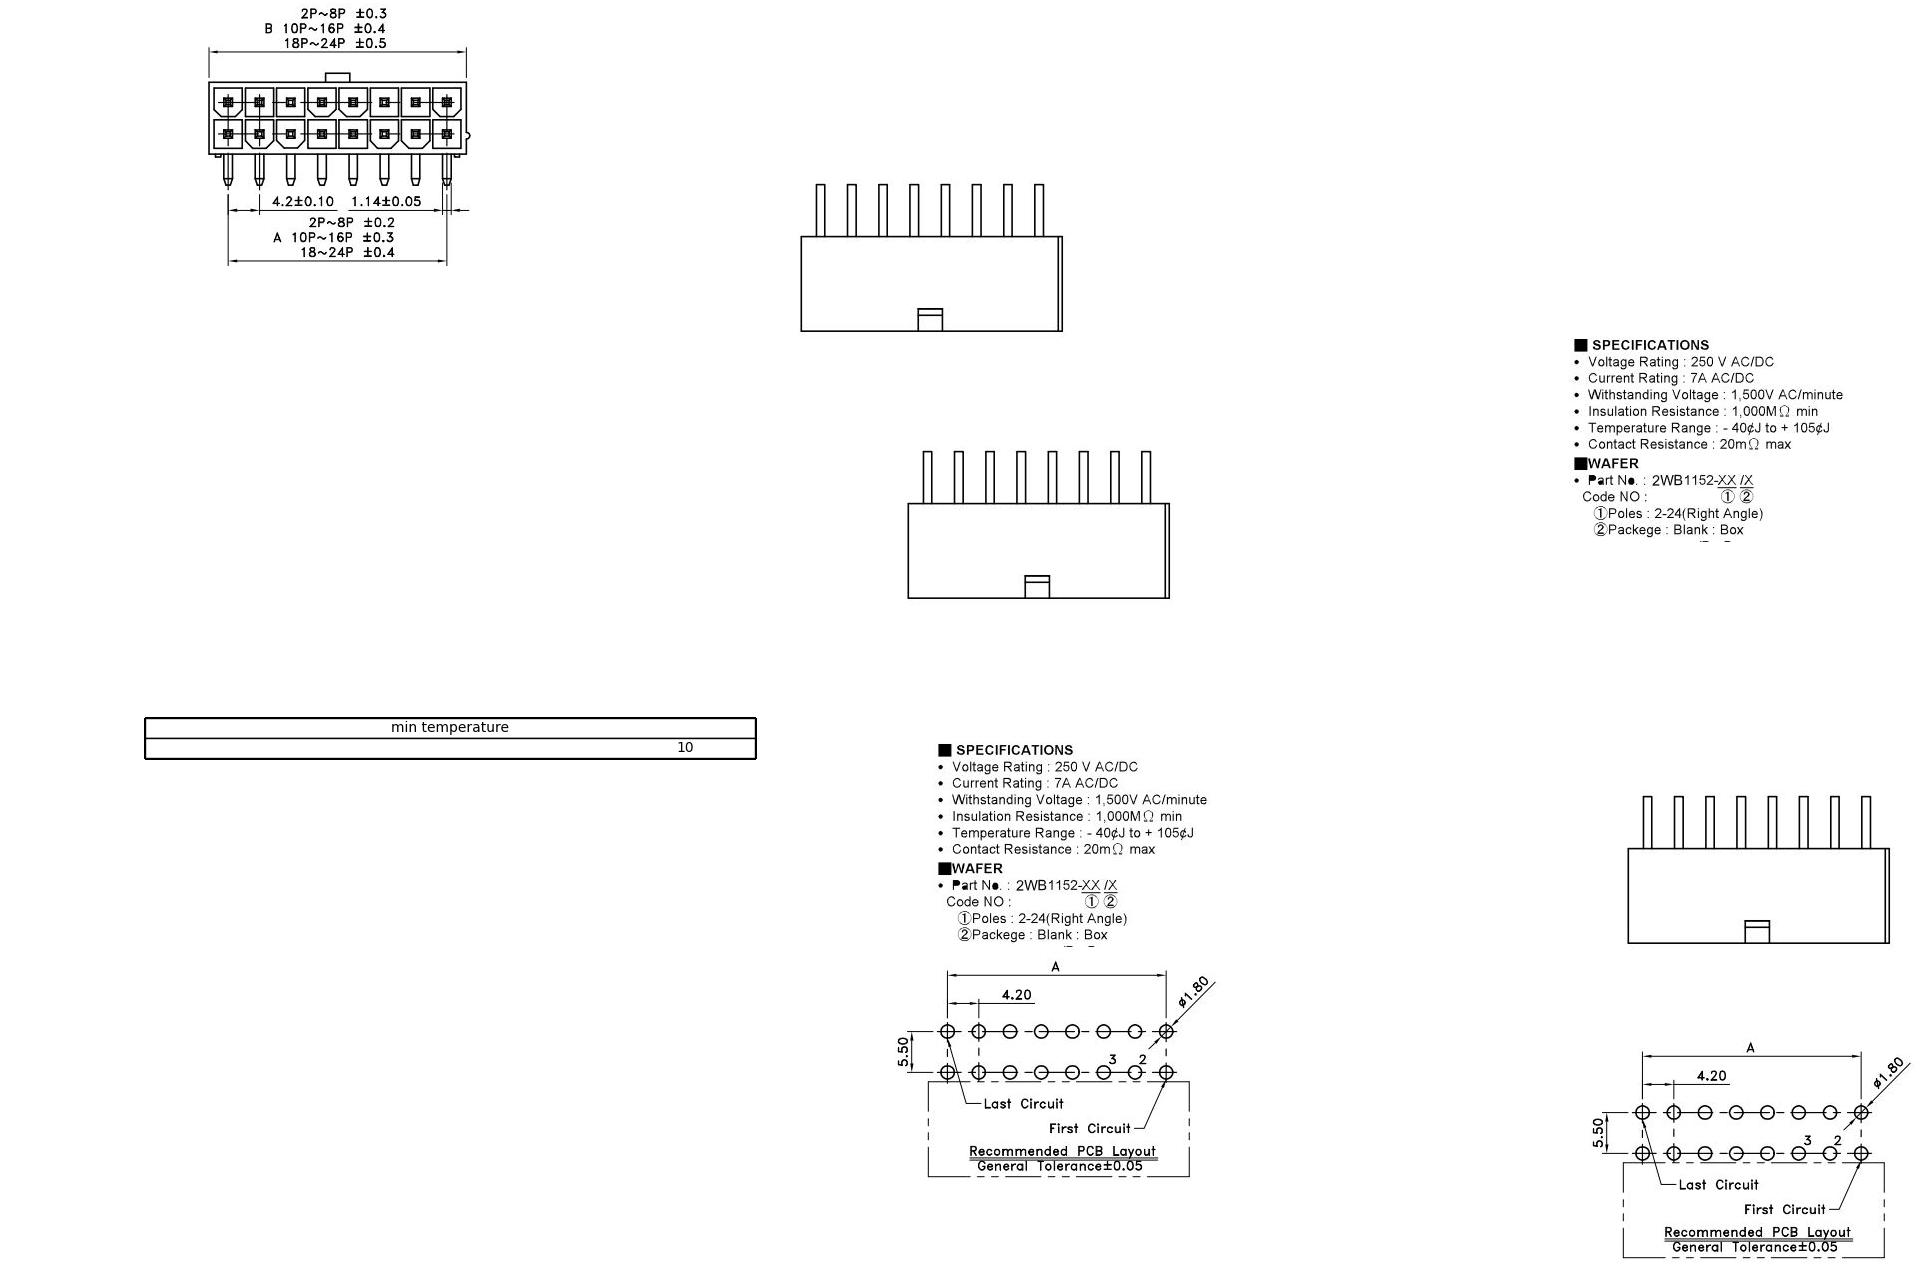 2P~8P ±0.3
B 10P~16P ±0.4
18P~24P ±0.5
4.2±0.10 1.14±0.05
2P~8P ±0.2
A 10P~16P ±0.3
18~24P ±0.4
■ SPECIFICATIONS
• Voltage Rating : 250 V AC/DC
• Current Rating : 7A AC/DC
• Withstanding Voltage : 1,500V AC/minute
• Insulation Resistance : 1,000MΩ min
• Temperature Range : - 40¢J to + 105¢J
• Contact Resistance : 20mΩ max
■WAFER
• Part No. : 2WB1152-XX /X
Code NO : ① ②
①Poles : 2-24(Right Angle)
②Packege : Blank : Box
min temperature
10
■ SPECIFICATIONS
• Voltage Rating : 250 V AC/DC
• Current Rating : 7A AC/DC
• Withstanding Voltage : 1,500V AC/minute
• Insulation Resistance : 1,000MΩ min
• Temperature Range : - 40¢J to + 105¢J
• Contact Resistance : 20mΩ max
■WAFER
• Part No. : 2WB1152-XX /X
Code NO : ① ②
①Poles : 2-24(Right Angle)
②Packege : Blank : Box
A
4.20
ø1.80
5.50
3 2
Last Circuit
First Circuit
Recommended PCB Layout
General Tolerance±0.05
A
4.20
ø1.80
5.50
3 2
Last Circuit
First Circuit
Recommended PCB Layout
General Tolerance±0.05